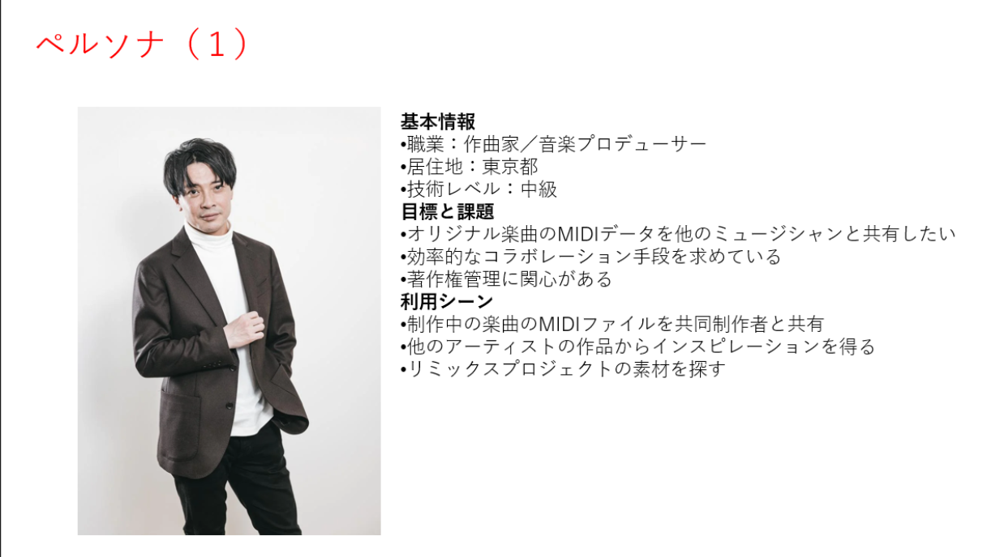 ペルソナ（１）
基本情報
•職業：作曲家／音楽プロデューサー
•居住地：東京都
•技術レベル：中級
目標と課題
•オリジナル楽曲のMIDIデータを他のミュージシャンと共有したい
•効率的なコラボレーション手段を求めている
•著作権管理に関心がある
利用シーン
•制作中の楽曲のMIDIファイルを共同制作者と共有
•他のアーティストの作品からインスピレーションを得る
•リミックスプロジェクトの素材を探す